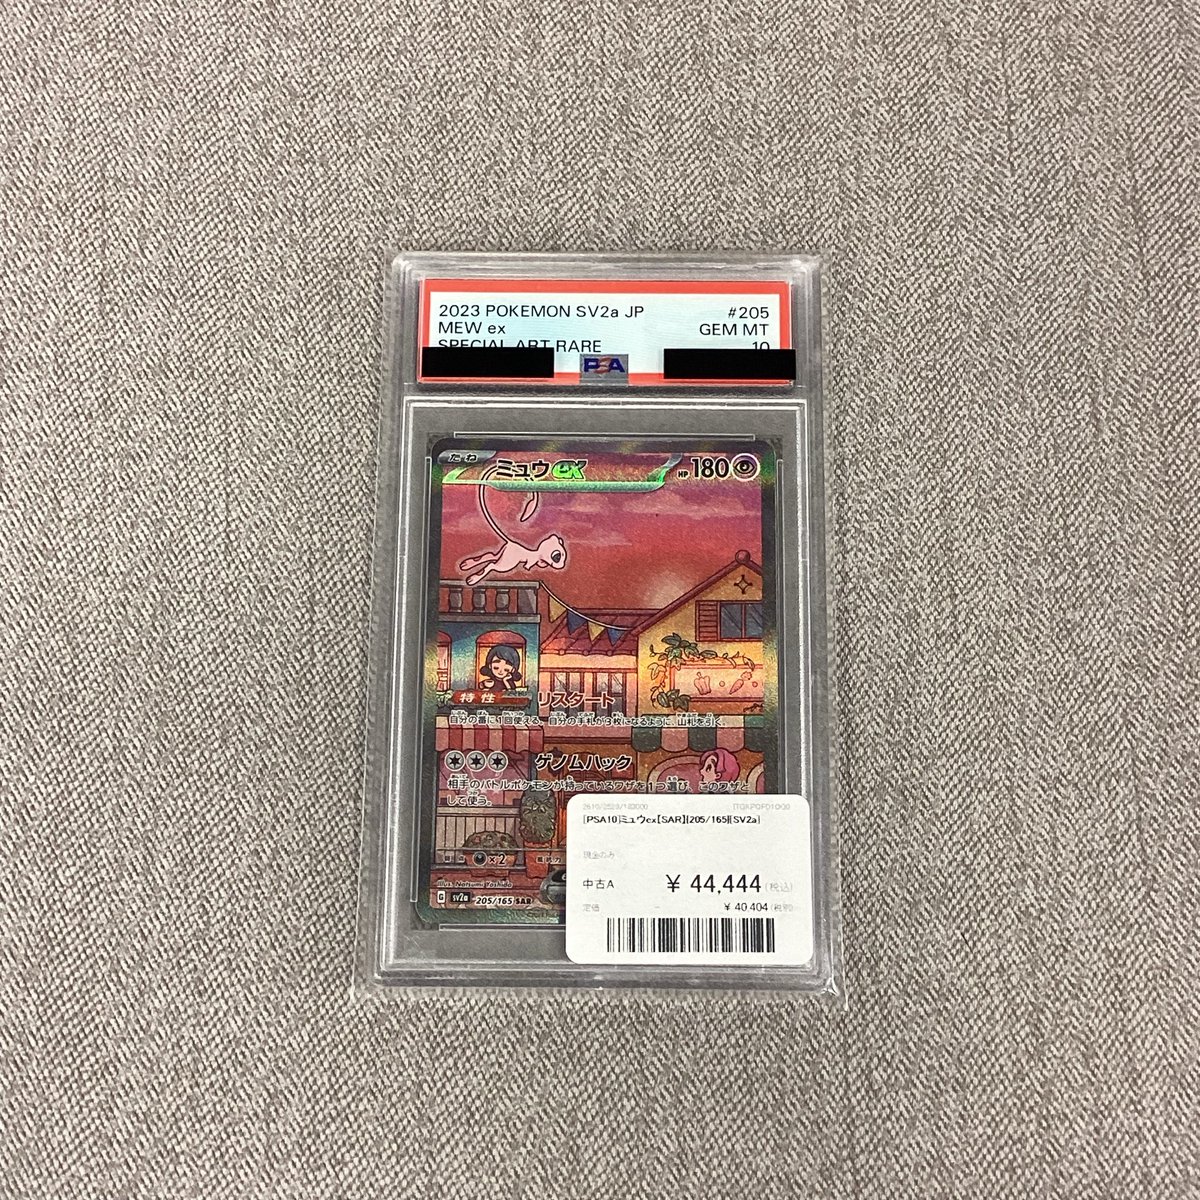 2023 POKEMON SV2a JP #205
MEW ex GEM MT
SPECIAL ART RARE 10
PSA
たね ミュウex HP 180
特性 リスタート
自分の番に1回使える。自分の手札が3枚になるように、山札を引く。
ゲノムハック
相手のバトルポケモンが持っているワザを1つ選び、このワザと
して使う。
×2
Illus. Natsumi Yoshida
G sv2a 205/165 SAR
[PSA10]ミュウex【SAR】{205/165}[SV2a]
現金のみ
中古A ¥ 44,444(税込)
定価 - ¥ 40,404(税別)